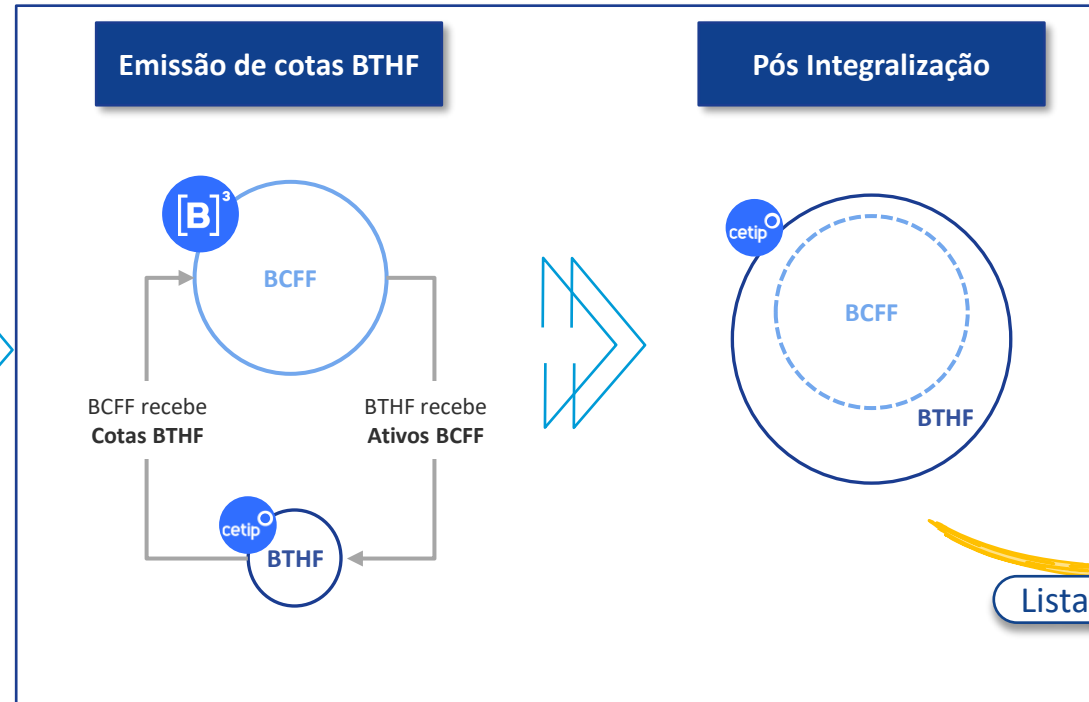 Emissão de cotas BTHF
Pós Integralização
[B]³
BCFF
BCFF recebe
Cotas BTHF
BTHF recebe
Ativos BCFF
cetip
BTHF
cetip
BCFF
BTHF
Lista